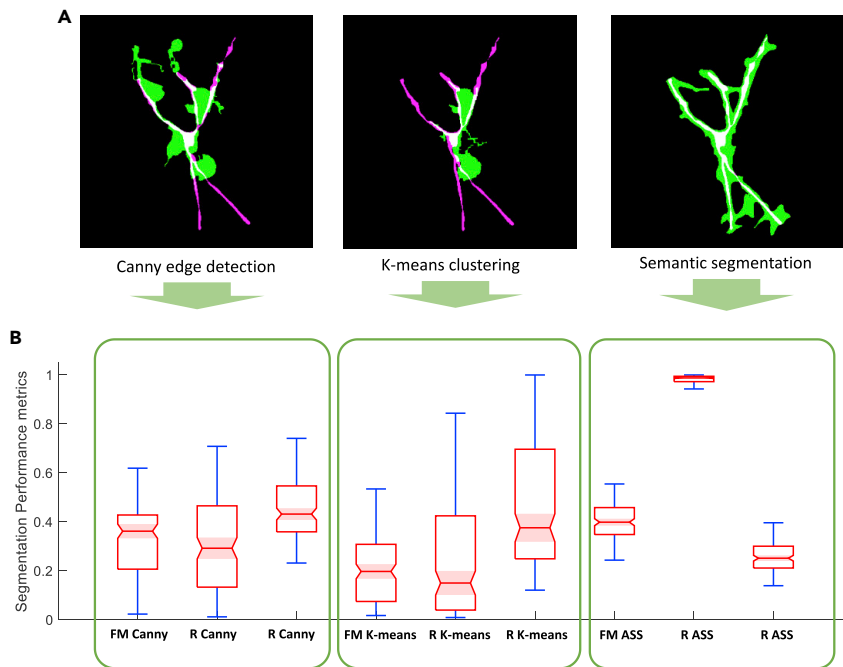 A
Canny edge detection
K-means clustering
Semantic segmentation
B
Segmentation Performance metrics
1
0.8
0.6
0.4
0.2
0
FM Canny
R Canny
R Canny
FM K-means
R K-means
R K-means
FM ASS
R ASS
R ASS